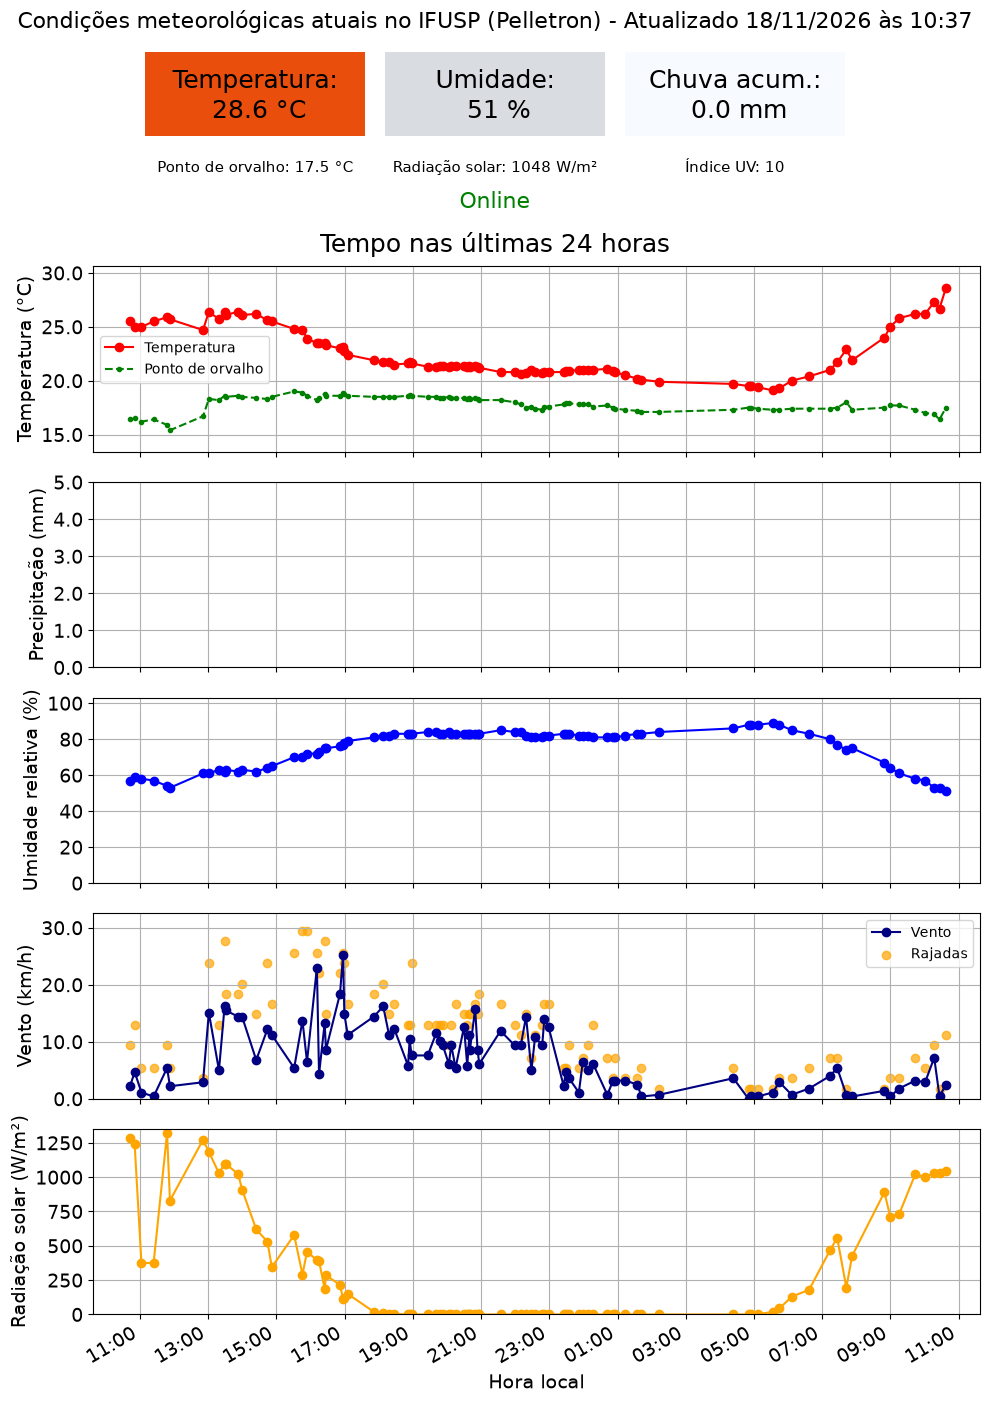 Condições meteorológicas atuais no IFUSP (Pelletron) - Atualizado 18/11/2026 às 10:37
Temperatura:
28.6 °C
Umidade:
51 %
Chuva acum.:
0.0 mm
Ponto de orvalho: 17.5 °C
Radiação solar: 1048 W/m²
Índice UV: 10
Online
Tempo nas últimas 24 horas
Temperatura (°C)
30.0
25.0
20.0
15.0
Temperatura
Ponto de orvalho
Precipitação (mm)
5.0
4.0
3.0
2.0
1.0
0.0
Umidade relativa (%)
100
80
60
40
20
0
Vento (km/h)
30.0
20.0
10.0
0.0
Vento
Rajadas
Radiação solar (W/m²)
1250
1000
750
500
250
0
11:00
13:00
15:00
17:00
19:00
21:00
23:00
01:00
03:00
05:00
07:00
09:00
11:00
Hora local